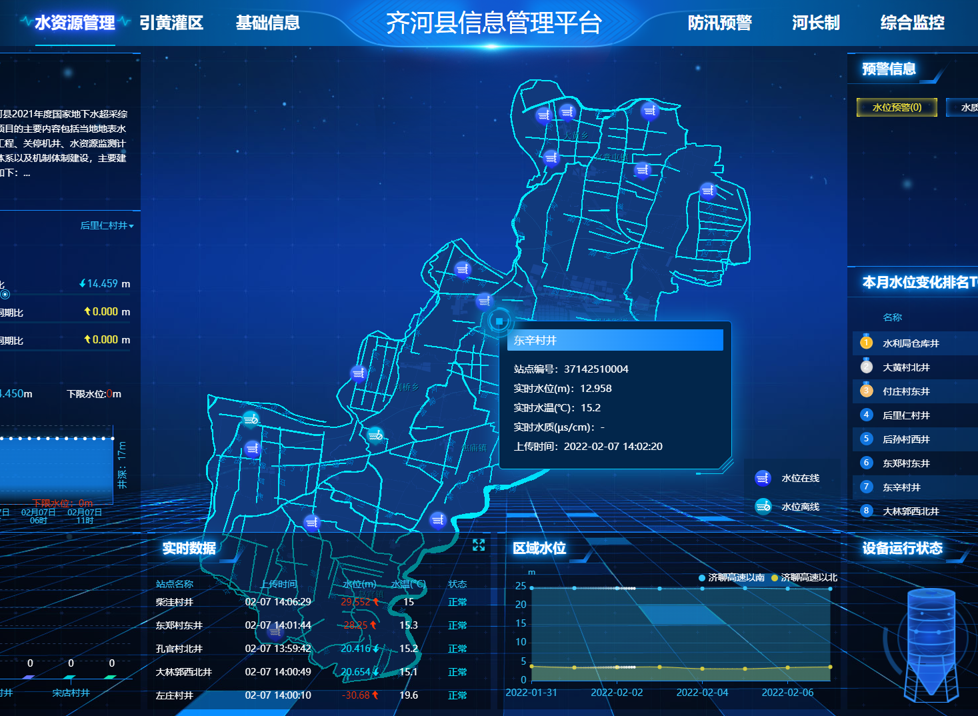 水资源管理
引黄灌区
基础信息
齐河县信息管理平台
防汛预警
河长制
综合监控
河县2021年度国家地下水超采综
项目的主要内容包括当地地表水
工程、关停机井、水资源监测计
体系以及机制体制建设，主要建
如下：...
后里仁村井
比
14.459 m
同期比
0.000 m
同期比
0.000 m
4.450m
下限水位:0m
井深：17m
下限水位：0m
7日
02月07日
06时
02月07日
11时
0 0 0
村井
宋店村井
东辛村井
站点编号：37142510004
实时水位(m)：12.958
实时水温(℃)：15.2
实时水质(μs/cm)：-
上传时间：2022-02-07 14:02:20
水位在线
水位离线
预警信息
水位预警(0)
水质
本月水位变化排名T
名称
1 水利局仓库井
2 大黄村北井
3 付庄村东井
4 后里仁村井
5 后孙村西井
6 东郑村东井
7 东辛村井
8 大林郭西北井
实时数据
站点名称 上传时间 水位(m) 水温(℃) 状态
柴洼村井 02-07 14:06:29 29.552 15 正常
东郑村东井 02-07 14:01:44 -28.25 15.3 正常
孔官村北井 02-07 13:59:42 20.416 15.2 正常
大林郭西北井 02-07 14:00:49 20.654 15.1 正常
左庄村井 02-07 14:00:10 -30.68 19.6 正常
区域水位
济聊高速以南
济聊高速以北
m
25
20
15
10
5
0
2022-01-31 2022-02-02 2022-02-04 2022-02-06
设备运行状态